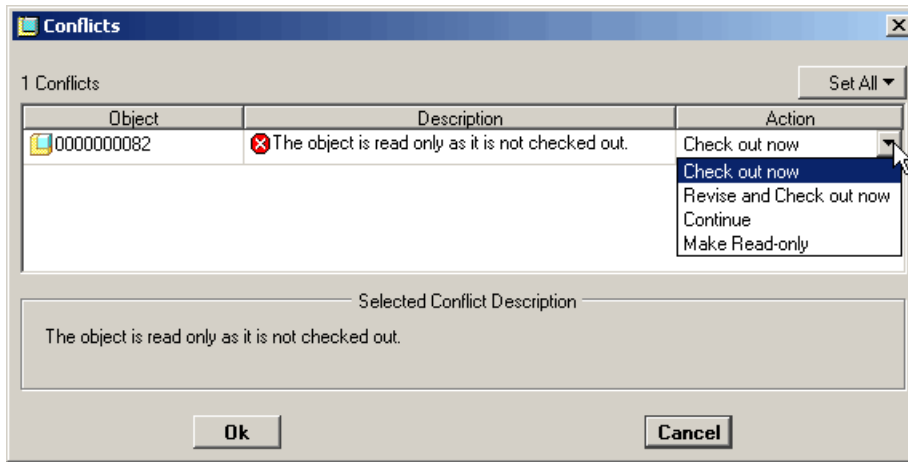 Conflicts
1 Conflicts
Set All
Object Description Action
0000000082 The object is read only as it is not checked out. Check out now
Check out now
Revise and Check out now
Continue
Make Read-only
Selected Conflict Description
The object is read only as it is not checked out.
Ok Cancel